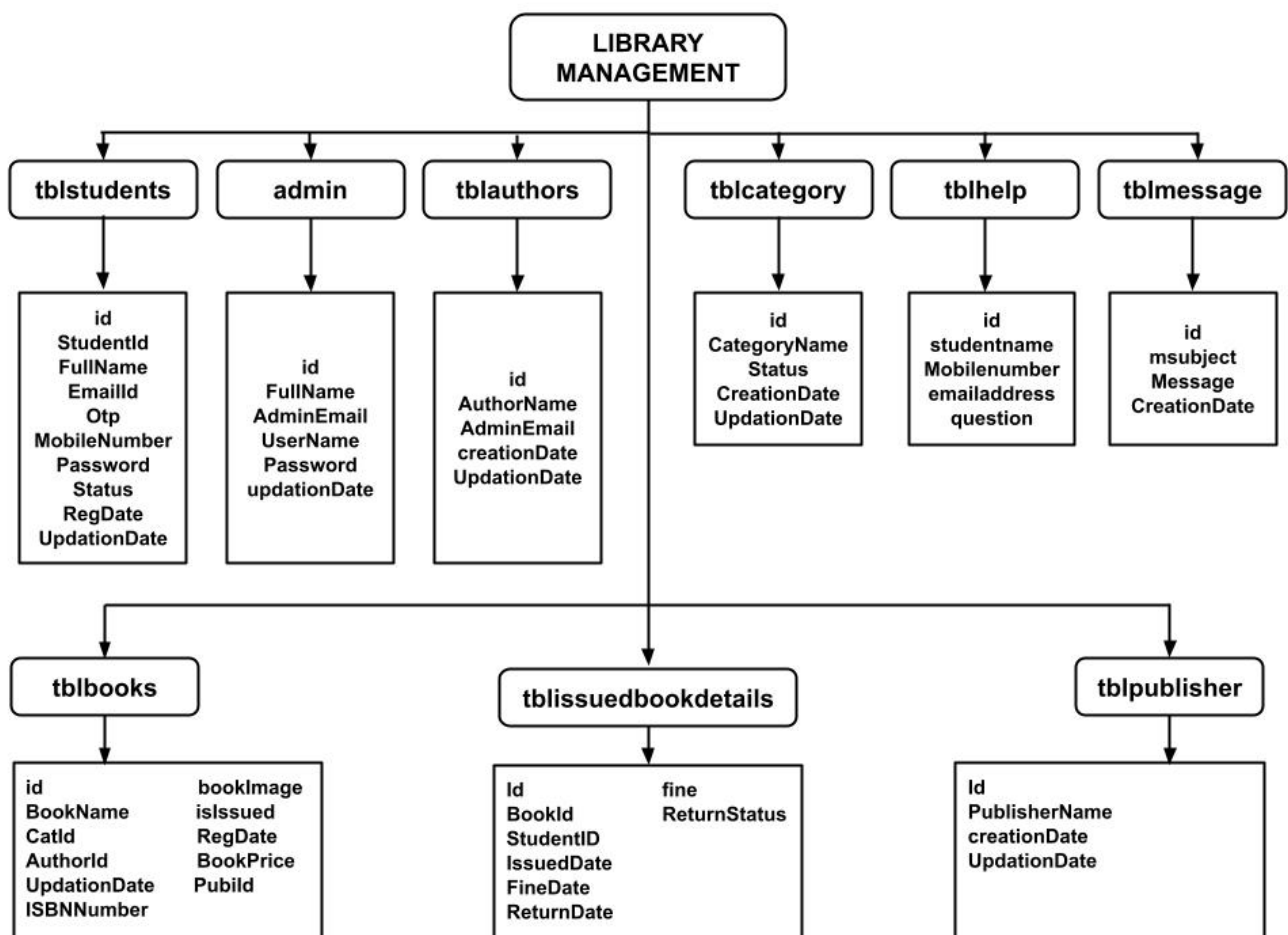 LIBRARY
MANAGEMENT
tblstudents
admin
tblauthors
tblcategory
tblhelp
tblmessage
id
StudentId
FullName
EmailId
Otp
MobileNumber
Password
Status
RegDate
UpdationDate
id
FullName
AdminEmail
UserName
Password
updationDate
id
AuthorName
AdminEmail
creationDate
UpdationDate
id
CategoryName
Status
CreationDate
UpdationDate
id
studentname
Mobilenumber
emailaddress
question
id
msubject
Message
CreationDate
tblbooks
tblissuedbookdetails
tblpublisher
id
BookName
CatId
AuthorId
UpdationDate
ISBNNumber
bookImage
isIssued
RegDate
BookPrice
PubiId
Id
BookId
StudentID
IssuedDate
FineDate
ReturnDate
fine
ReturnStatus
Id
PublisherName
creationDate
UpdationDate